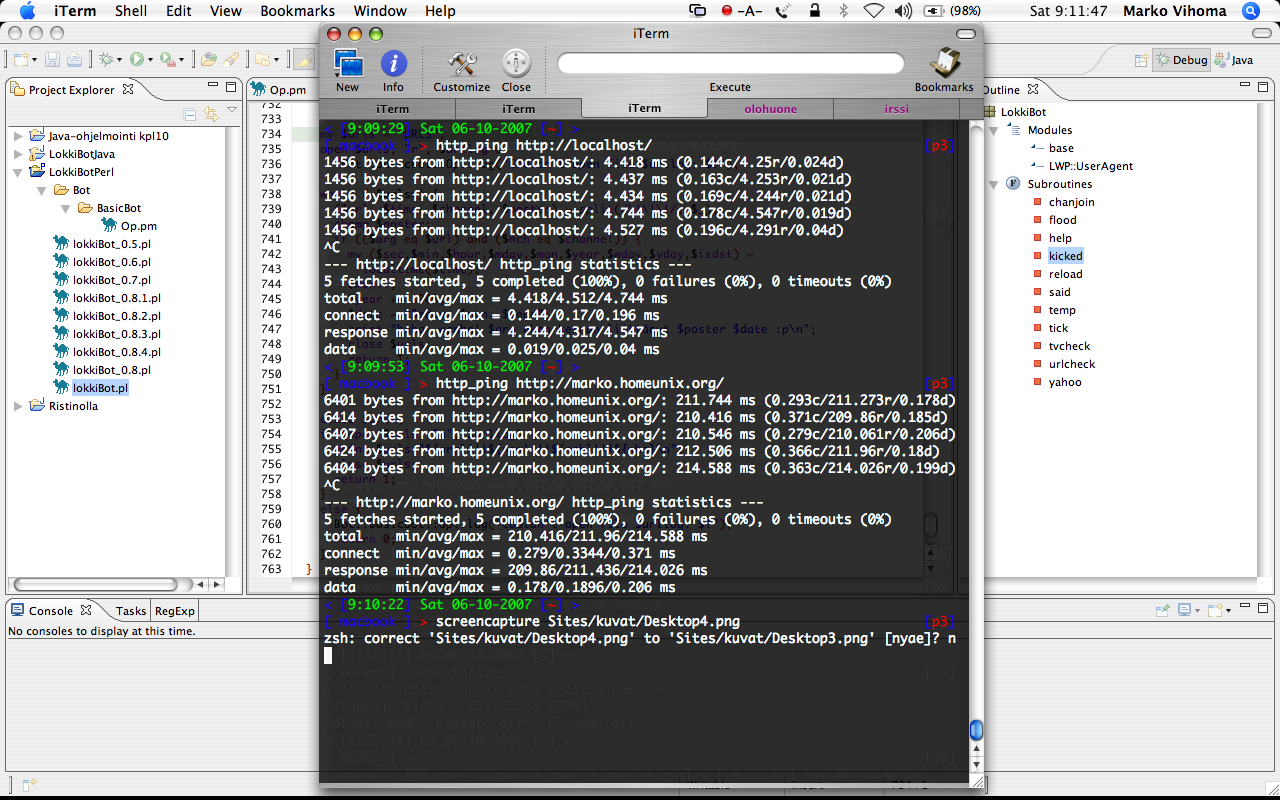 iTerm Shell Edit View Bookmarks Window Help -A- (98%) Sat 9:11:47 Marko Vihoma
iTerm
New Info Customize Close Execute Bookmarks
iTerm iTerm iTerm olohuone irssi
Debug Java
Project Explorer
Java-ohjelmointi kpl10
LokkiBotJava
LokkiBotPerl
Bot
BasicBot
Op.pm
lokkiBot_0.5.pl
lokkiBot_0.6.pl
lokkiBot_0.7.pl
lokkiBot_0.8.1.pl
lokkiBot_0.8.2.pl
lokkiBot_0.8.3.pl
lokkiBot_0.8.4.pl
lokkiBot_0.8.pl
lokkiBot.pl
Ristinolla
Op.pm
732
734
735
736
737
738
739
740
741
742
743
744
745
746
747
748
749
750
751
752
753
754
755
756
757
758
759
760
761
762
763 }
< [9:09:29] Sat 06-10-2007 [~] >
[ macbook ] > http_ping http://localhost/ [p3]
1456 bytes from http://localhost/: 4.418 ms (0.144c/4.25r/0.024d)
1456 bytes from http://localhost/: 4.437 ms (0.163c/4.253r/0.021d)
1456 bytes from http://localhost/: 4.434 ms (0.169c/4.244r/0.021d)
1456 bytes from http://localhost/: 4.744 ms (0.178c/4.547r/0.019d)
1456 bytes from http://localhost/: 4.527 ms (0.196c/4.291r/0.04d)
^C
--- http://localhost/ http_ping statistics ---
5 fetches started, 5 completed (100%), 0 failures (0%), 0 timeouts (0%)
total min/avg/max = 4.418/4.512/4.744 ms
connect min/avg/max = 0.144/0.17/0.196 ms
response min/avg/max = 4.244/4.317/4.547 ms
data min/avg/max = 0.019/0.025/0.04 ms
< [9:09:53] Sat 06-10-2007 [~] >
[ macbook ] > http_ping http://marko.homeunix.org/ [p3]
6401 bytes from http://marko.homeunix.org/: 211.744 ms (0.293c/211.273r/0.178d)
6414 bytes from http://marko.homeunix.org/: 210.416 ms (0.371c/209.86r/0.185d)
6407 bytes from http://marko.homeunix.org/: 210.546 ms (0.279c/210.061r/0.206d)
6424 bytes from http://marko.homeunix.org/: 212.506 ms (0.366c/211.96r/0.18d)
6404 bytes from http://marko.homeunix.org/: 214.588 ms (0.363c/214.026r/0.199d)
^C
--- http://marko.homeunix.org/ http_ping statistics ---
5 fetches started, 5 completed (100%), 0 failures (0%), 0 timeouts (0%)
total min/avg/max = 210.416/211.96/214.588 ms
connect min/avg/max = 0.279/0.3344/0.371 ms
response min/avg/max = 209.86/211.436/214.026 ms
data min/avg/max = 0.178/0.1896/0.206 ms
< [9:10:22] Sat 06-10-2007 [~] >
[ macbook ] > screencapture Sites/kuvat/Desktop4.png [p3]
zsh: correct 'Sites/kuvat/Desktop4.png' to 'Sites/kuvat/Desktop3.png' [nyae]? n
Outline
LokkiBot
Modules
base
LWP::UserAgent
Subroutines
chanjoin
flood
help
kicked
reload
said
temp
tick
tvcheck
urlcheck
yahoo
Console Tasks RegExp
No consoles to display at this time.